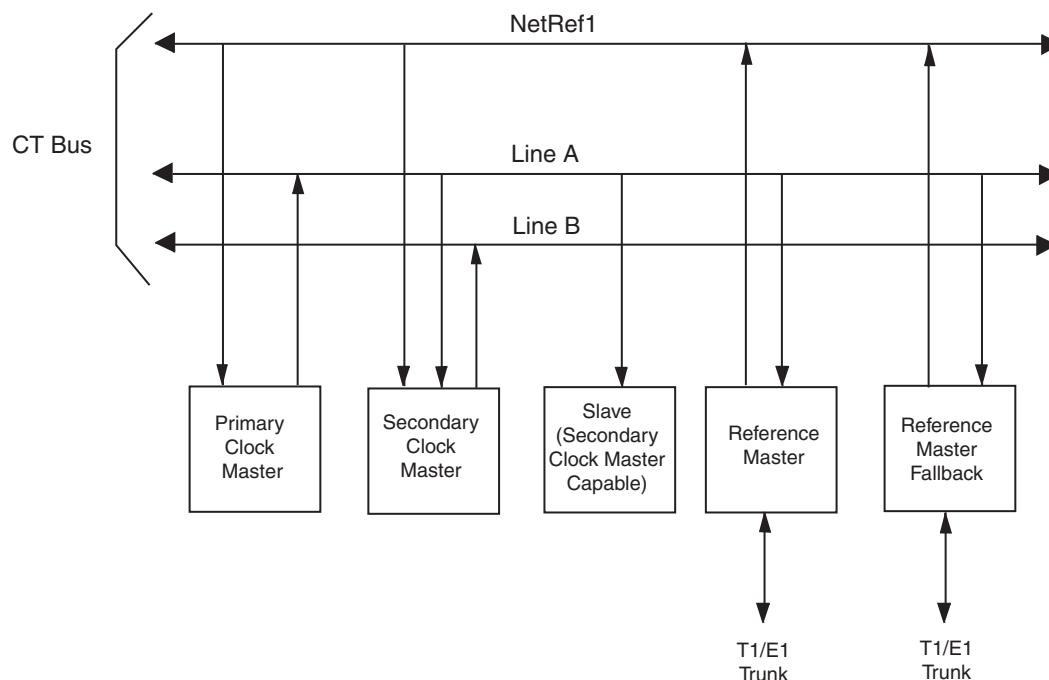 NetRef1
CT Bus
Line A
Line B
Primary
Clock
Master
Secondary
Clock
Master
Slave
(Secondary
Clock Master
Capable)
Reference
Master
Reference
Master
Fallback
T1/E1
Trunk
T1/E1
Trunk